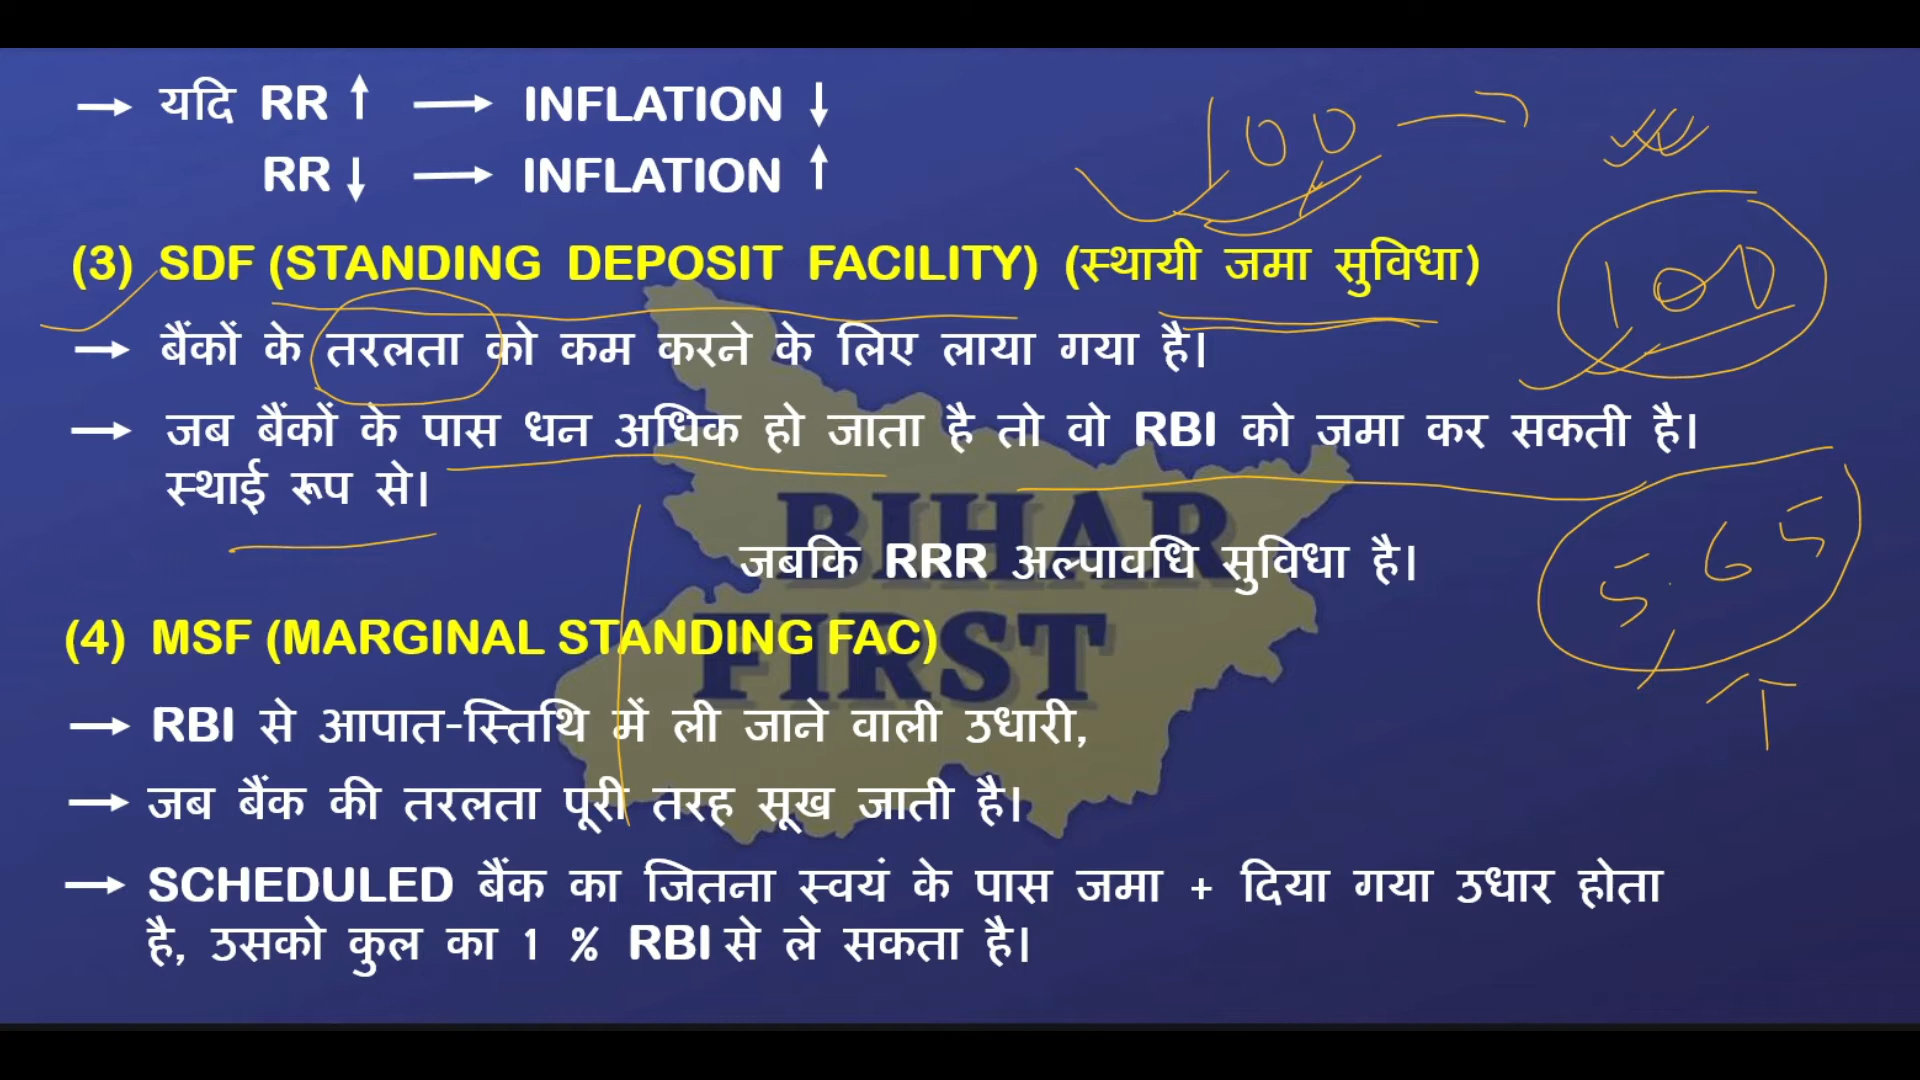 → यदि RR ↑ → INFLATION ↓
RR ↓ → INFLATION ↑
100
(3) SDF (STANDING DEPOSIT FACILITY) (स्थायी जमा सुविधा)
100
→ बैंकों के तरलता को कम करने के लिए लाया गया है।
→ जब बैंकों के पास धन अधिक हो जाता है तो वो RBI को जमा कर सकती है।
स्थाई रूप से।
जबकि RRR अल्पावधि सुविधा है।
5.65
(4) MSF (MARGINAL STANDING FAC)
→ RBI से आपात-स्तिथि में ली जाने वाली उधारी,
→ जब बैंक की तरलता पूरी तरह सूख जाती है।
→ SCHEDULED बैंक का जितना स्वयं के पास जमा + दिया गया उधार होता
है, उसको कुल का 1 % RBI से ले सकता है।
BIHAR
FIRST